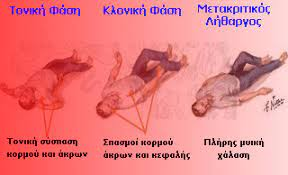 Τονική Φάση
Κλονική Φάση
Μετακριτικός
Λήθαργος
Τονική σύσπαση
κορμού και άκρων
Σπασμοί κορμού
άκρων και κεφαλής
Πλήρης μυική
χάλαση